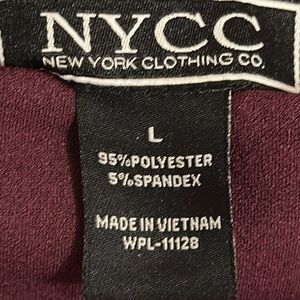 NYCC
NEW YORK CLOTHING CO.
L
95%POLYESTER
5%SPANDEX
MADE IN VIETNAM
WPL-11128